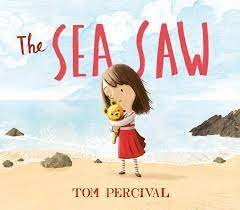 The SEA SAW
TOM PERCIVAL